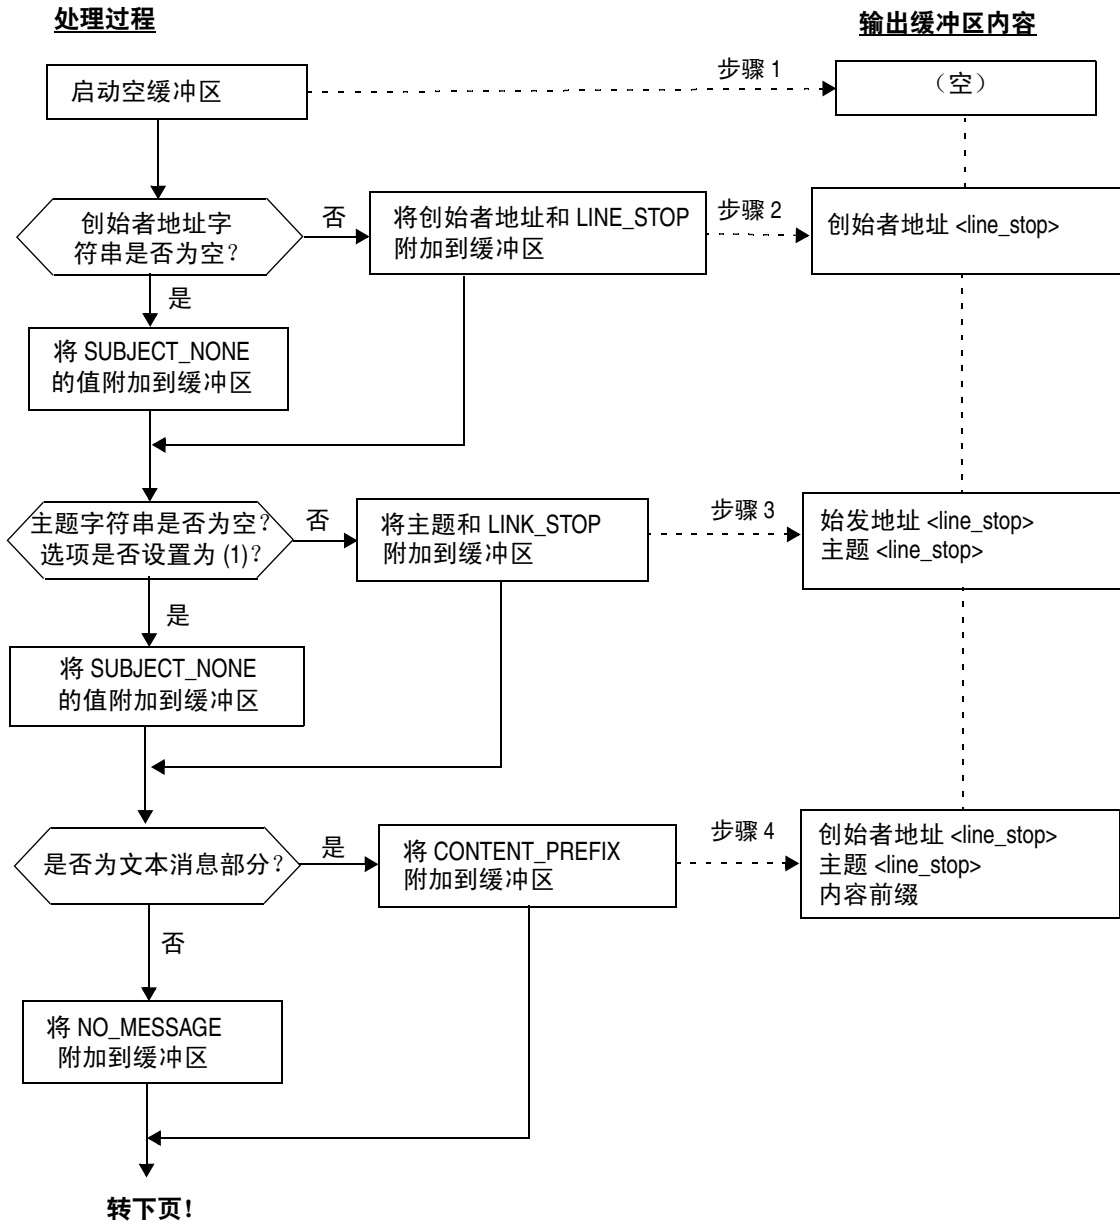 处理过程
输出缓冲区内容
启动空缓冲区
步骤 1
（空）
创始者地址字
符串是否为空？
否
将创始者地址和 LINE_STOP
附加到缓冲区
步骤 2
创始者地址 <line_stop>
是
将 SUBJECT_NONE
的值附加到缓冲区
主题字符串是否为空？
选项是否设置为 (1)？
否
将主题和 LINK_STOP
附加到缓冲区
步骤 3
始发地址 <line_stop>
主题 <line_stop>
是
将 SUBJECT_NONE
的值附加到缓冲区
是否为文本消息部分？
是
将 CONTENT_PREFIX
附加到缓冲区
步骤 4
创始者地址 <line_stop>
主题 <line_stop>
内容前缀
否
将 NO_MESSAGE
附加到缓冲区
转下页！